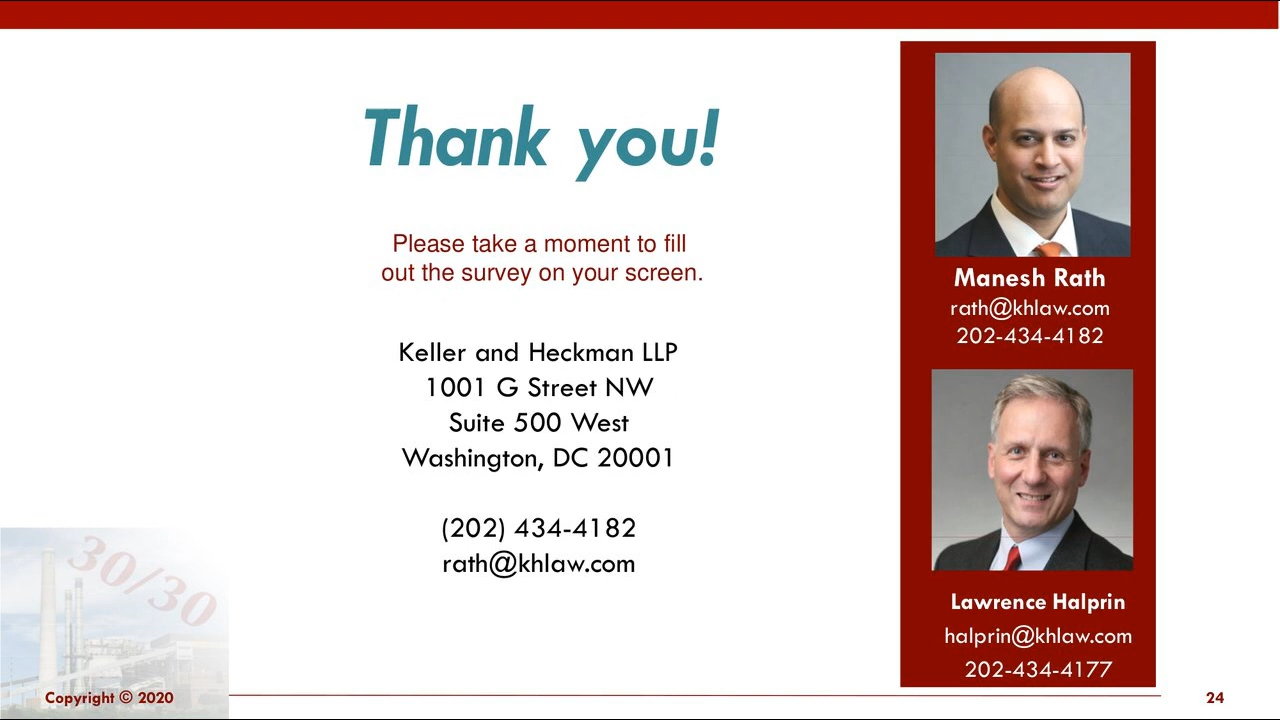 Thank you!
Please take a moment to fill
out the survey on your screen.
Keller and Heckman LLP
1001 G Street NW
Suite 500 West
Washington, DC 20001
(202) 434-4182
rath@khlaw.com
Manesh Rath
rath@khlaw.com
202-434-4182
Lawrence Halprin
halprin@khlaw.com
202-434-4177
30/30
Copyright © 2020
24